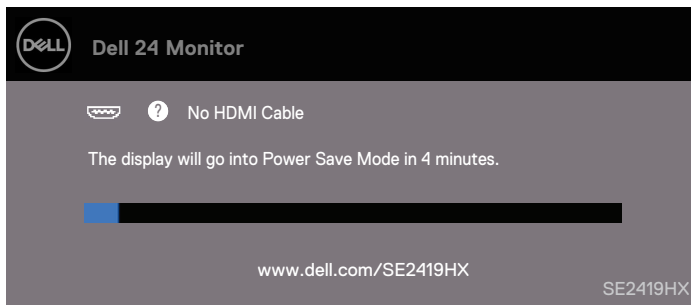 DELL
Dell 24 Monitor
? No HDMI Cable
The display will go into Power Save Mode in 4 minutes.
www.dell.com/SE2419HX
SE2419HX